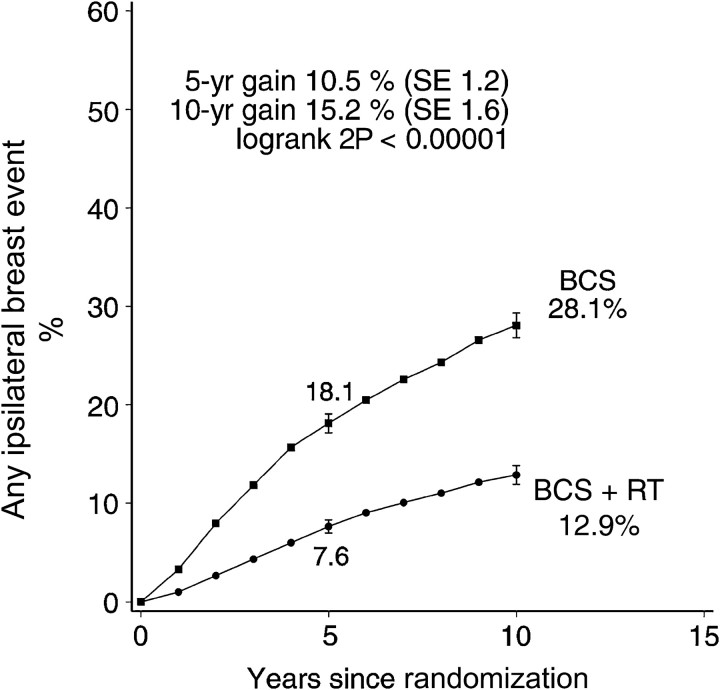 60
50
40
30
20
10
0
Any ipsilateral breast event
%
5-yr gain 10.5 % (SE 1.2)
10-yr gain 15.2 % (SE 1.6)
logrank 2P < 0.00001
BCS
28.1%
18.1
BCS + RT
12.9%
7.6
0 5 10 15
Years since randomization